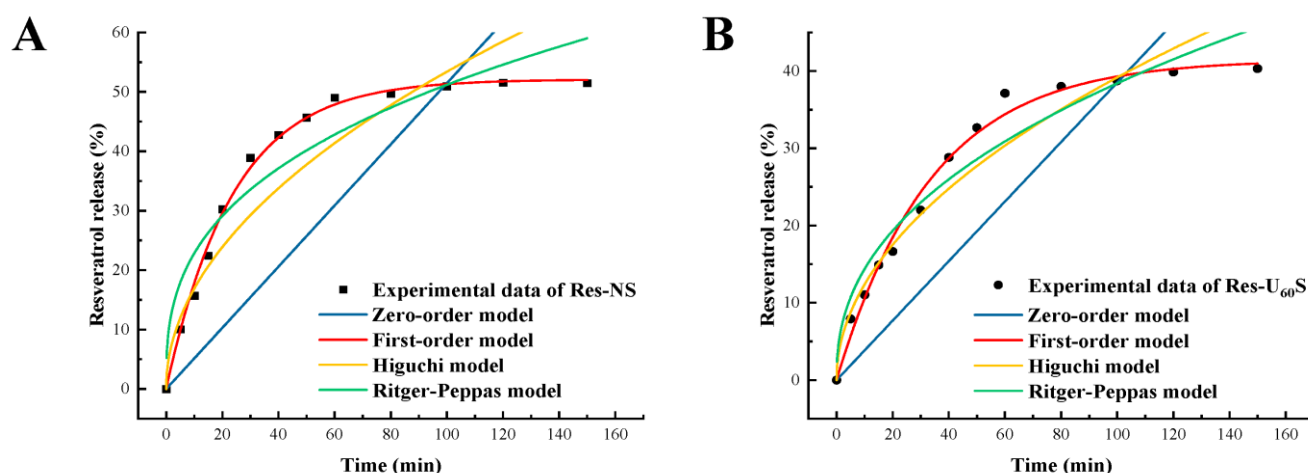 A
Resveratrol release (%)
60
50
40
30
20
10
0
Experimental data of Res-NS
Zero-order model
First-order model
Higuchi model
Ritger-Peppas model
0 20 40 60 80 100 120 140 160
Time (min)
B
Resveratrol release (%)
40
30
20
10
0
Experimental data of Res-U₆₀S
Zero-order model
First-order model
Higuchi model
Ritger-Peppas model
0 20 40 60 80 100 120 140 160
Time (min)